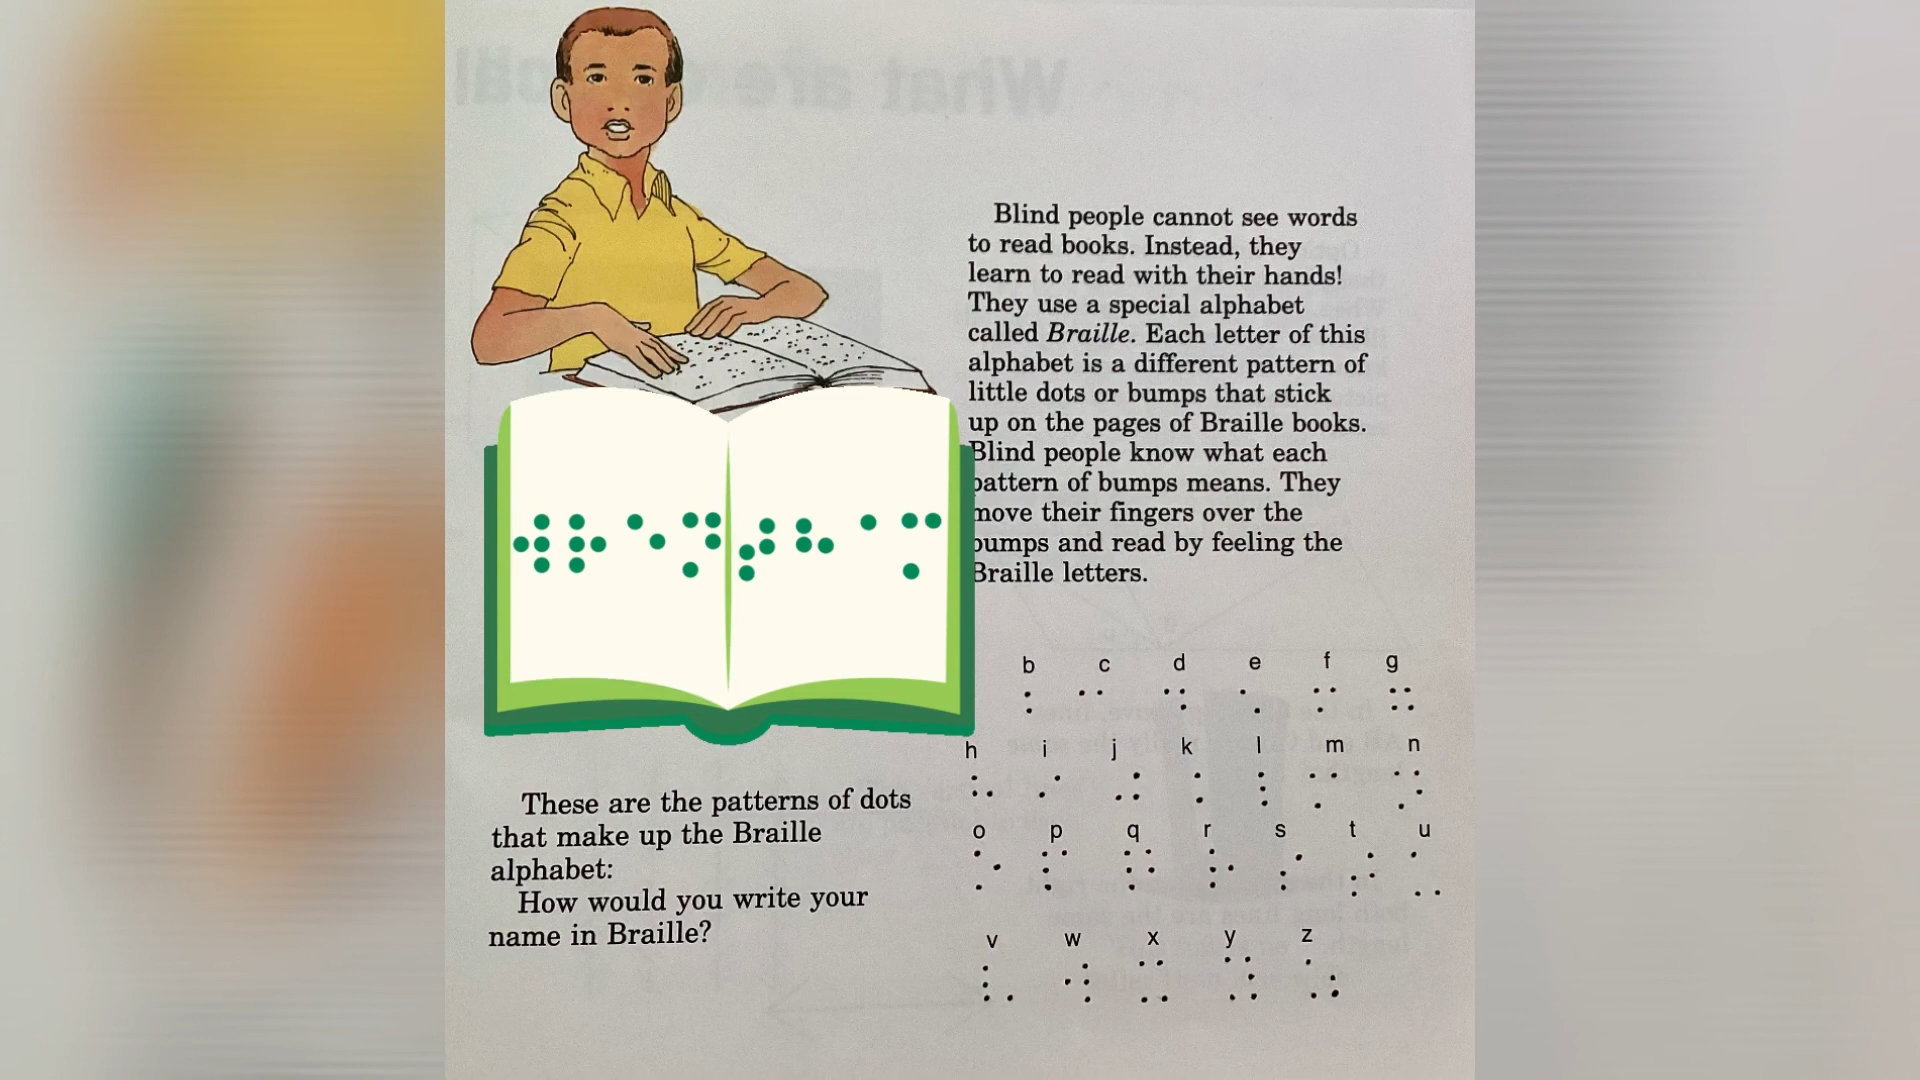 Blind people cannot see words
to read books. Instead, they
learn to read with their hands!
They use a special alphabet
called Braille. Each letter of this
alphabet is a different pattern of
little dots or bumps that stick
up on the pages of Braille books.
Blind people know what each
pattern of bumps means. They
move their fingers over the
bumps and read by feeling the
Braille letters.
⠺⠗⠑⠝⠞⠓⠁⠍
These are the patterns of dots
that make up the Braille
alphabet:
How would you write your
name in Braille?
b c d e f g
⠃ ⠉ ⠙ ⠑ ⠋ ⠛
h i j k l m n
⠓ ⠊ ⠚ ⠅ ⠇ ⠍ ⠝
o p q r s t u
⠕ ⠏ ⠟ ⠗ ⠎ ⠞ ⠥
v w x y z
⠧ ⠺ ⠭ ⠽ ⠵